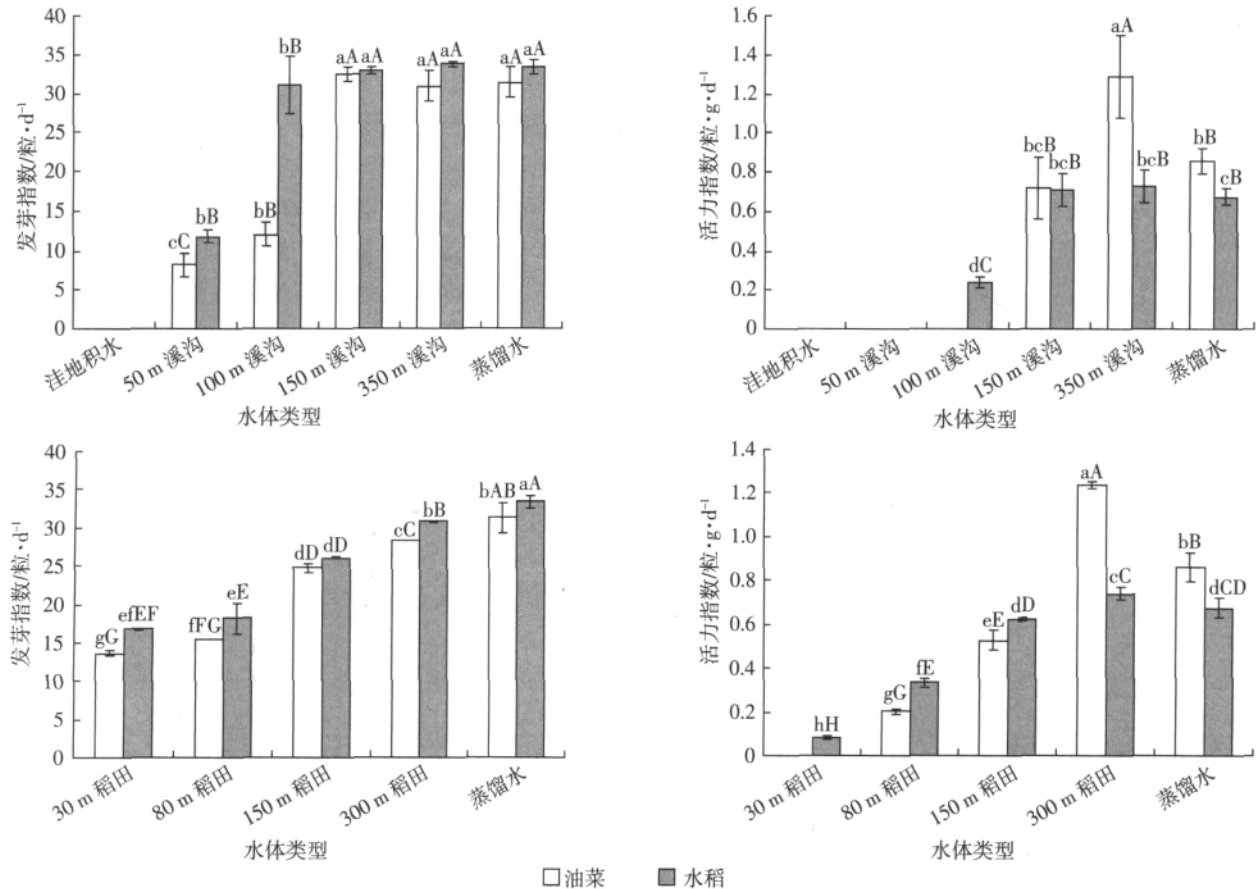 40
35
30
25
20
15
10
5
0
发芽指数/粒·d⁻¹
cC
bB
bB
bB
aA
aA
aA
aA
aA
aA
洼地积水
50 m 溪沟
100 m 溪沟
150 m 溪沟
350 m 溪沟
蒸馏水
水体类型
1.6
1.4
1.2
1.0
0.8
0.6
0.4
0.2
0
活力指数/粒·g·d⁻¹
dC
bcB
bcB
aA
bcB
bB
cB
洼地积水
50 m 溪沟
100 m 溪沟
150 m 溪沟
350 m 溪沟
蒸馏水
水体类型
40
35
30
25
20
15
10
5
0
发芽指数/粒·d⁻¹
gG
efEF
fFG
eE
dD
dD
cC
bB
bAB
aA
30 m 稻田
80 m 稻田
150 m 稻田
300 m 稻田
蒸馏水
水体类型
1.4
1.2
1.0
0.8
0.6
0.4
0.2
0
活力指数/粒·g·d⁻¹
hH
gG
fE
eE
dD
aA
cC
bB
dCD
30 m 稻田
80 m 稻田
150 m 稻田
300 m 稻田
蒸馏水
水体类型
油菜
水稻